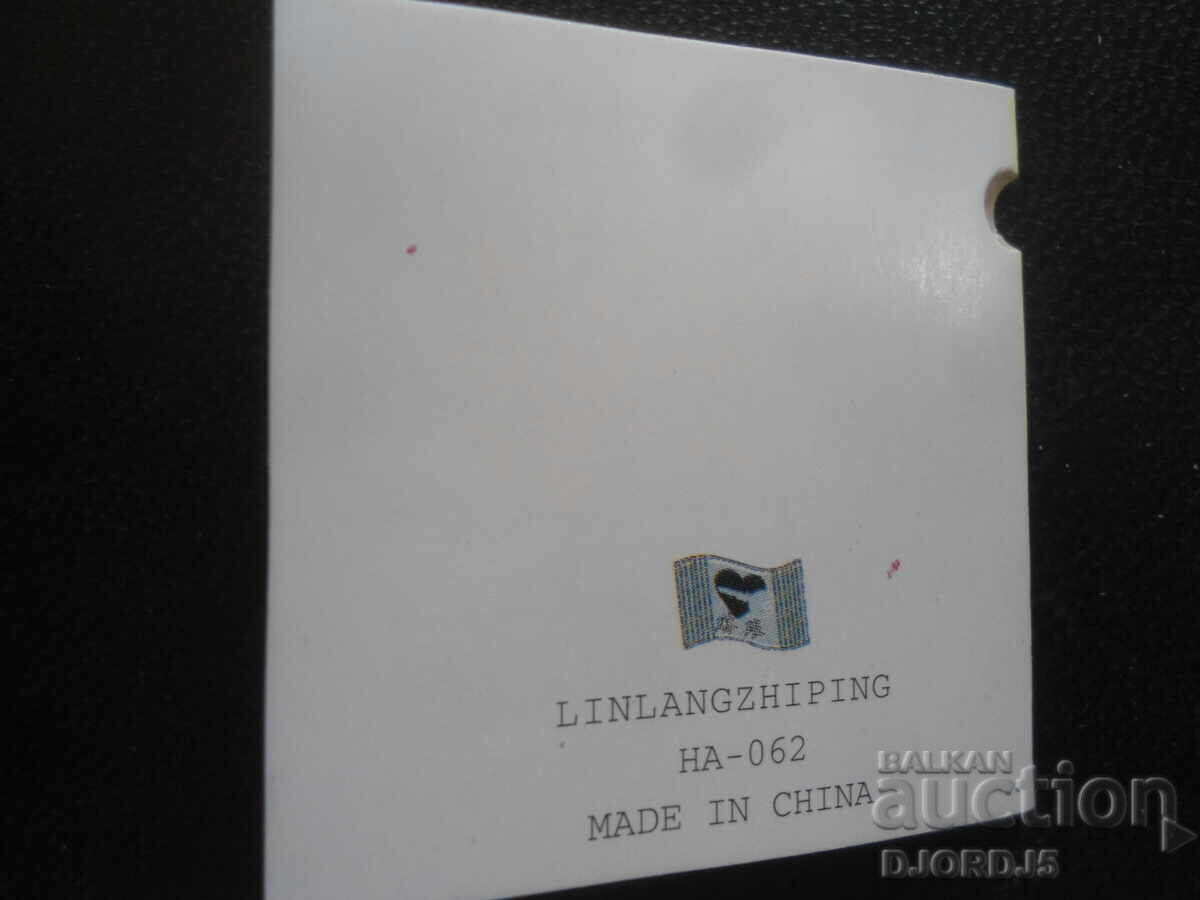 LINLANGZHIPING
HA-062
MADE IN CHINA
BALKAN
auction
DJORDJ5